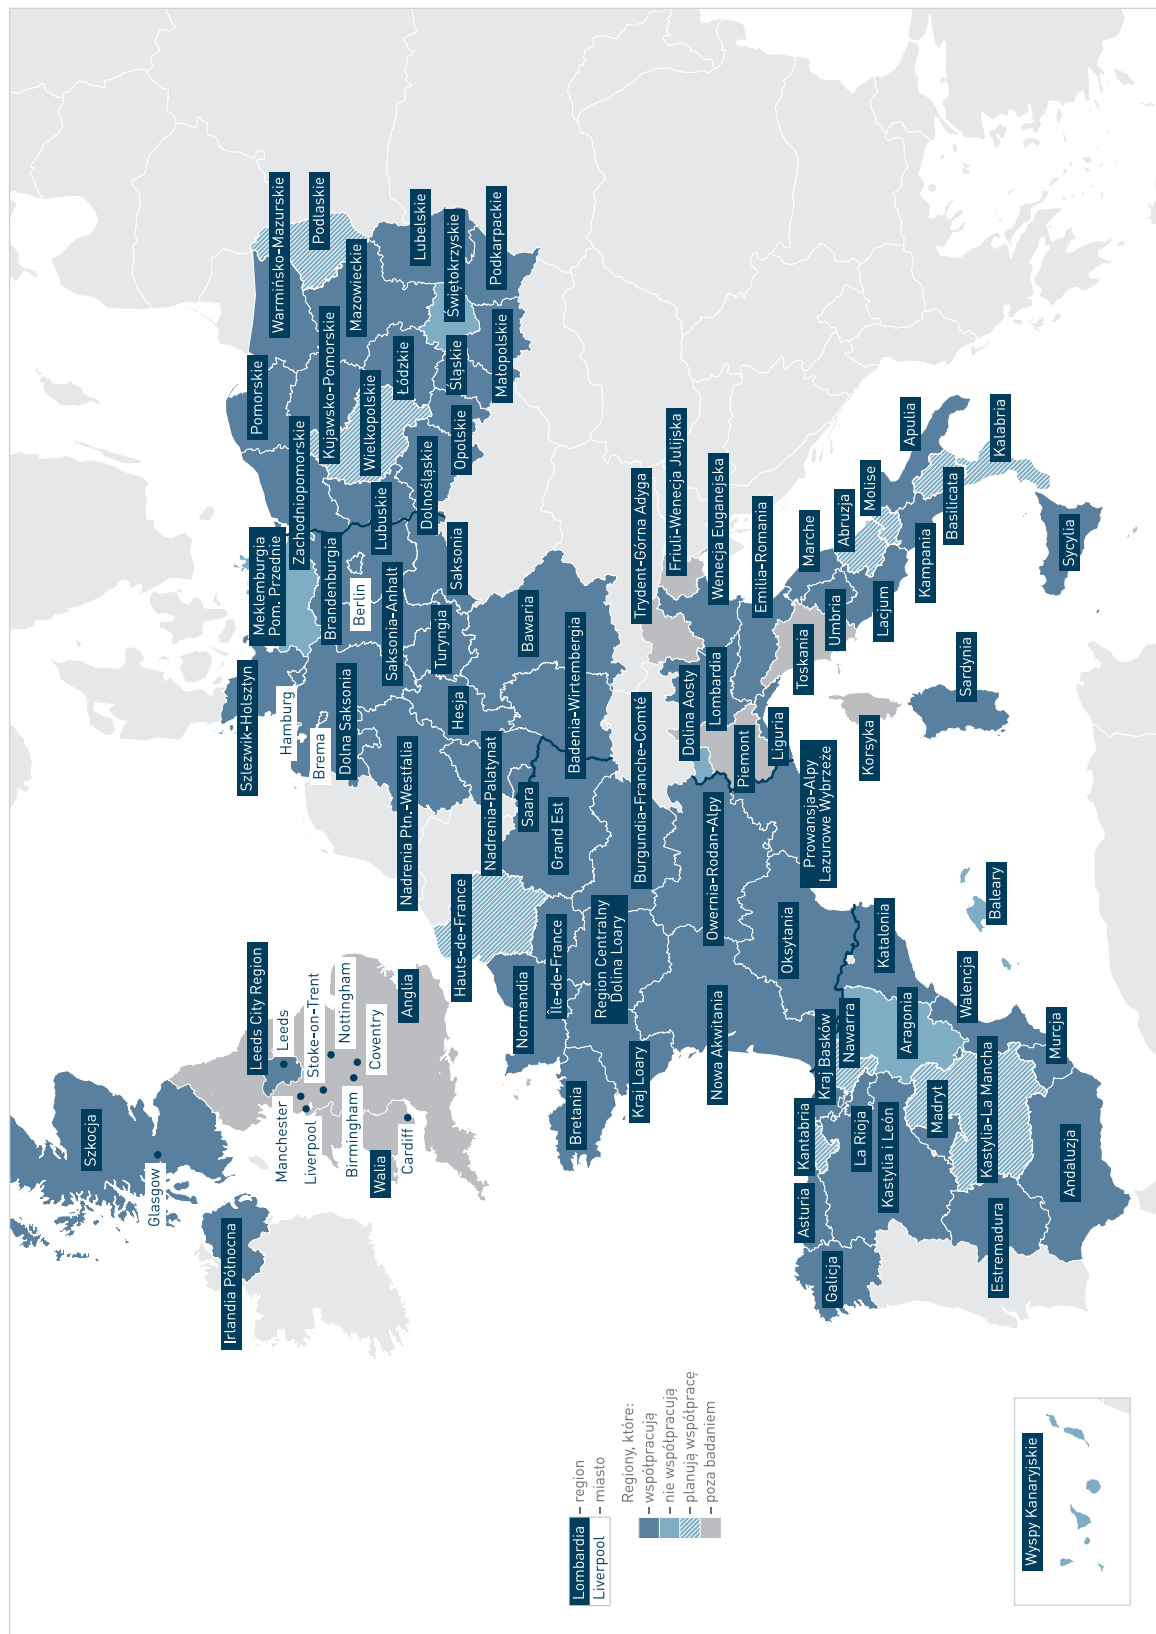 Szkocja
Glasgow
Irlandia Północna
Leeds City Region
Leeds
Manchester
Liverpool
Stoke-on-Trent
Nottingham
Birmingham
Coventry
Walia
Cardiff
Anglia
Szlezwik-Holsztyn
Hamburg
Brema
Dolna Saksonia
Meklemburgia
Pom. Przednie
Brandenburgia
Berlin
Saksonia-Anhalt
Turyngia
Saksonia
Nadrenia Płn.-Westfalia
Hesja
Nadrenia-Palatynat
Saara
Bawaria
Badenia-Wirtembergia
Pomorskie
Warmińsko-Mazurskie
Podlaskie
Zachodniopomorskie
Kujawsko-Pomorskie
Mazowieckie
Wielkopolskie
Łódzkie
Lubuskie
Lubelskie
Dolnośląskie
Opolskie
Śląskie
Świętokrzyskie
Małopolskie
Podkarpackie
Hauts-de-France
Normandia
Île-de-France
Grand Est
Bretania
Region Centralny
Dolina Loary
Kraj Loary
Burgundia-Franche-Comté
Nowa Akwitania
Owernia-Rodan-Alpy
Oksytania
Prowansja-Alpy
Lazurowe Wybrzeże
Korsyka
Trydent-Górna Adyga
Friuli-Wenecja Julijska
Dolina Aosty
Lombardia
Wenecja Euganejska
Piemont
Liguria
Emilia-Romania
Toskania
Marche
Umbria
Abruzja
Molise
Lacjum
Kampania
Apulia
Basilicata
Kalabria
Sardynia
Sycylia
Galicja
Asturia
Kantabria
Kraj Basków
Nawarra
La Rioja
Kastylia i León
Aragonia
Katalonia
Madryt
Kastylia-La Mancha
Walencja
Baleary
Estremadura
Andaluzja
Murcja
Wyspy Kanaryjskie
Lombardia – region
Liverpool – miasto
Regiony, które:
– współpracują
– nie współpracują
– planują współpracę
– poza badaniem